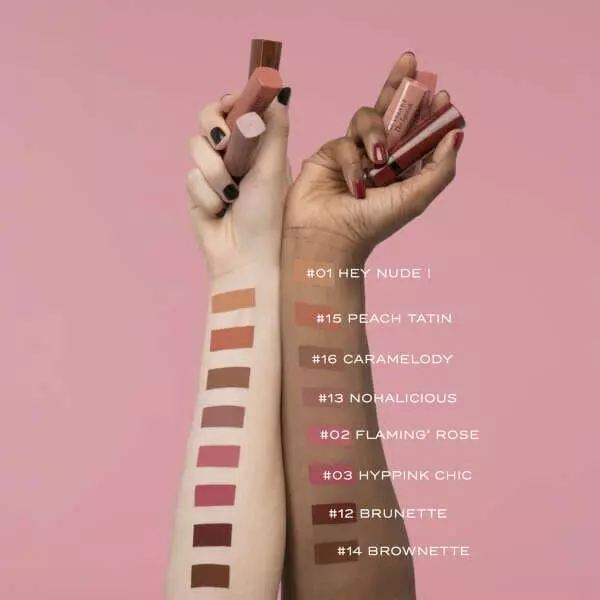 #01 HEY NUDE !
#15 PEACH TATIN
#16 CARAMELODY
#13 NOHALICIOUS
#02 FLAMING' ROSE
#03 HYPPINK CHIC
#12 BRUNETTE
#14 BROWNETTE